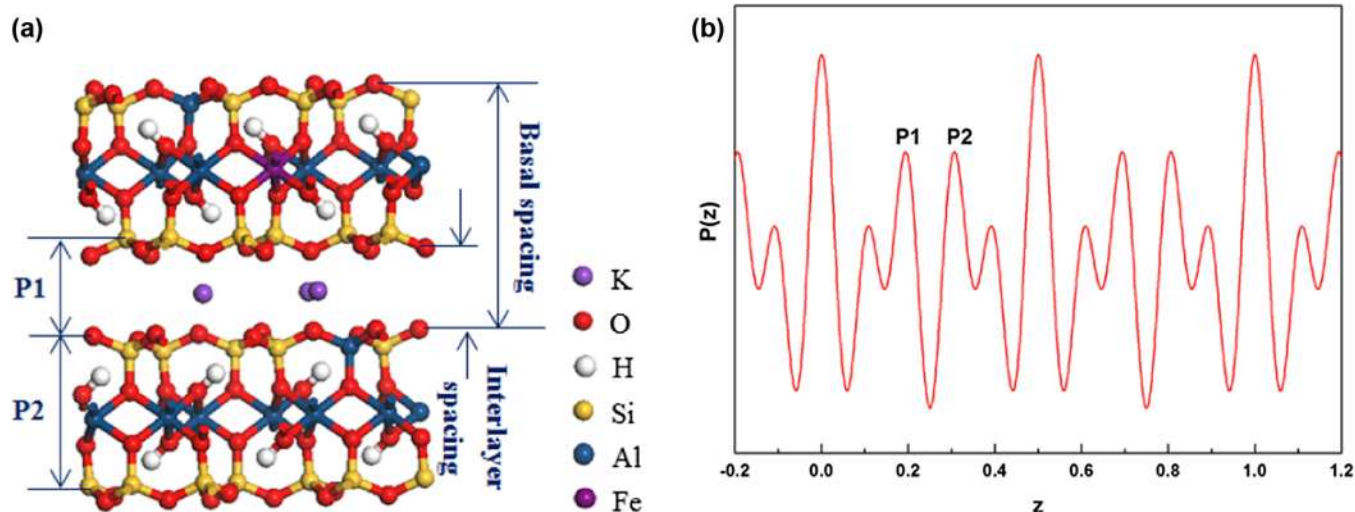 (a)
P1
P2
Basal spacing
Interlayer
spacing
K
O
H
Si
Al
Fe
(b)
P(z)
P1 P2
-0.2 0.0 0.2 0.4 0.6 0.8 1.0 1.2
z